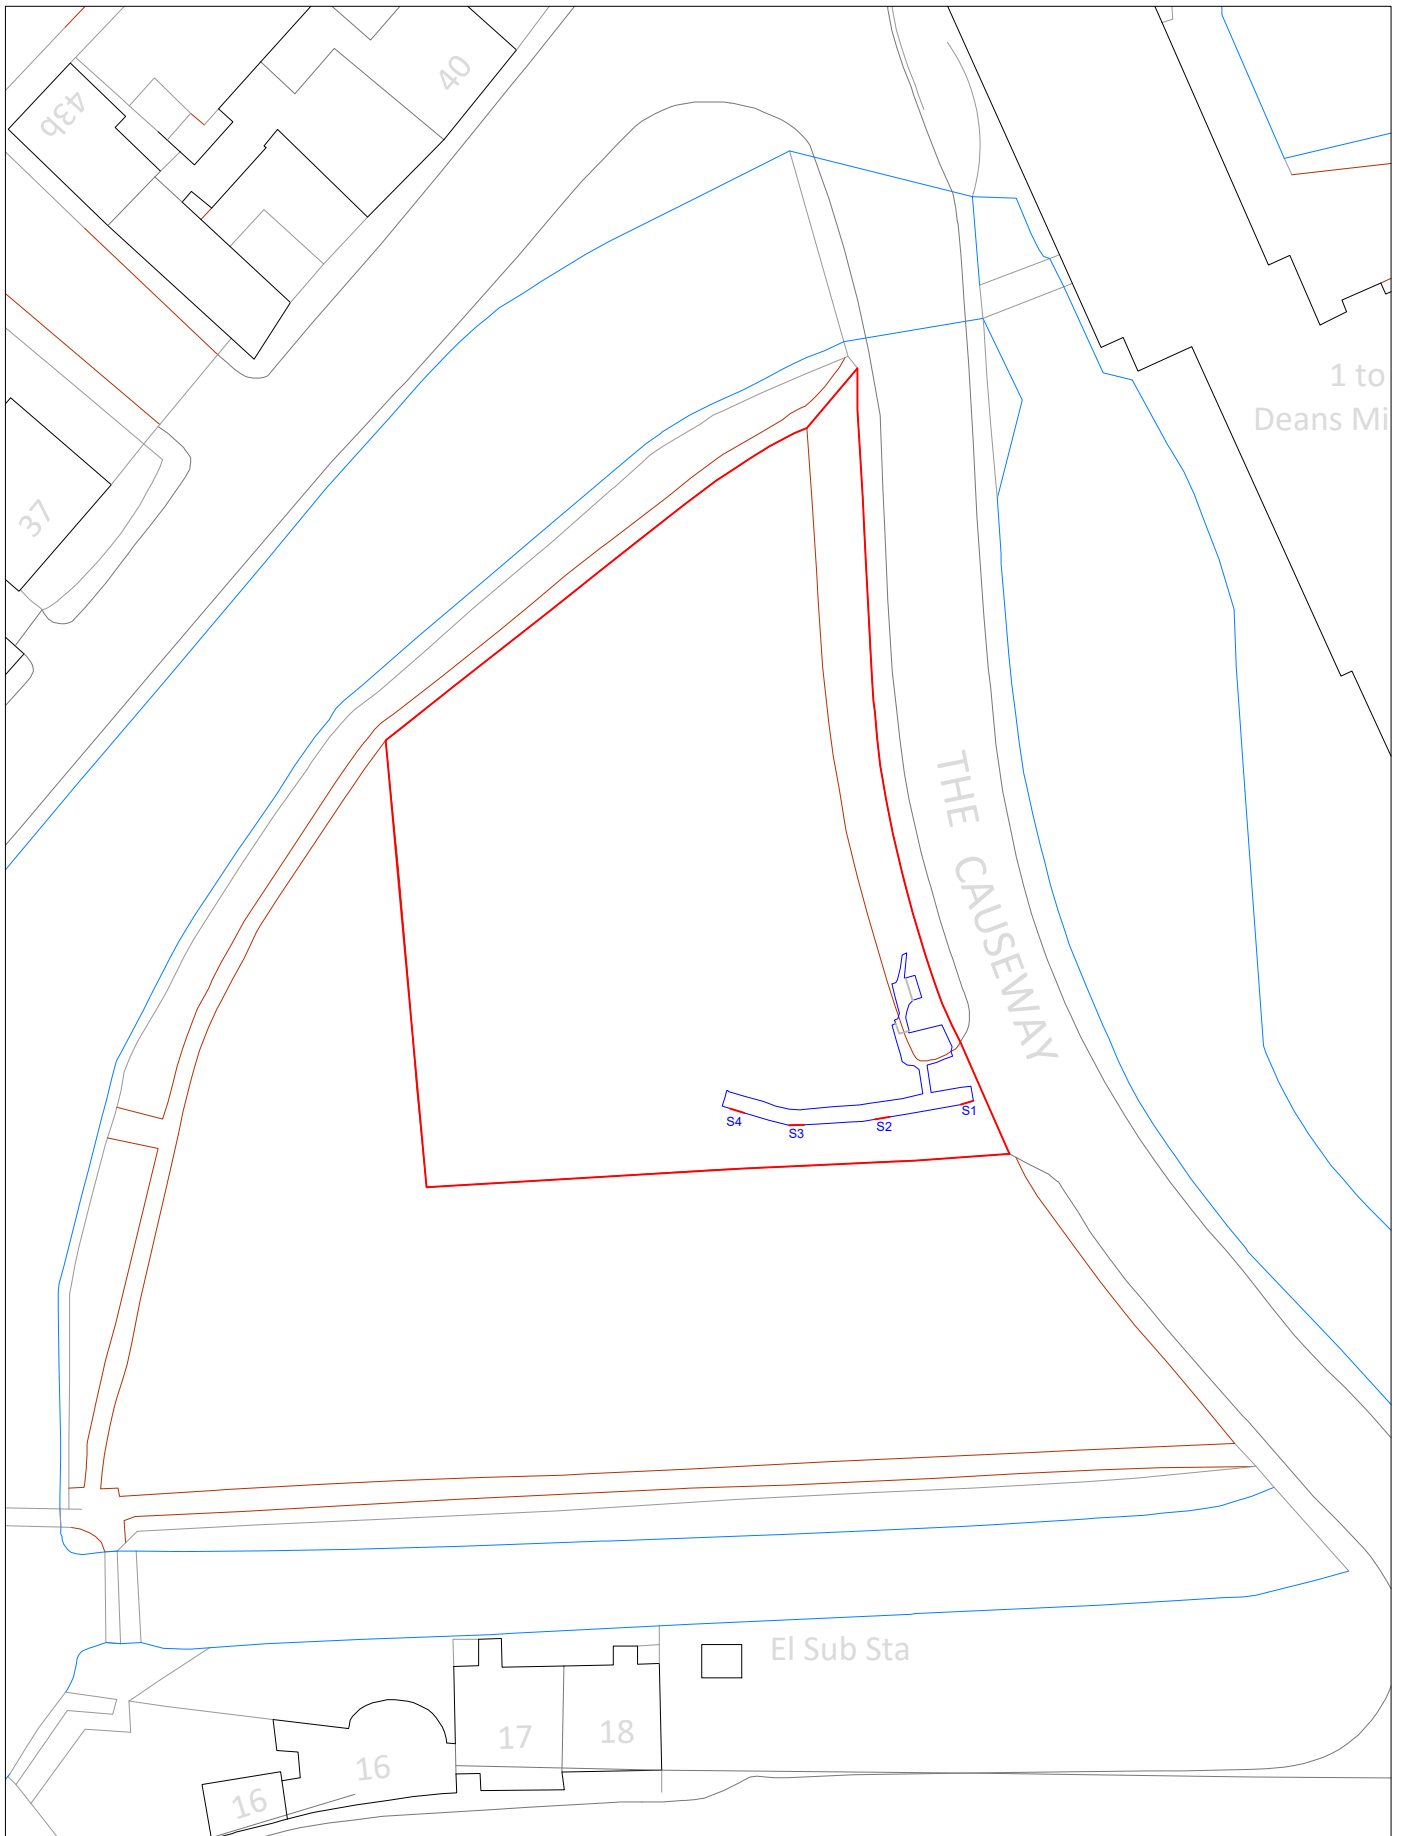 40
43b
1 to
Deans Mi
37
THE CAUSEWAY
S4
S3
S2
S1
El Sub Sta
17
18
16
16